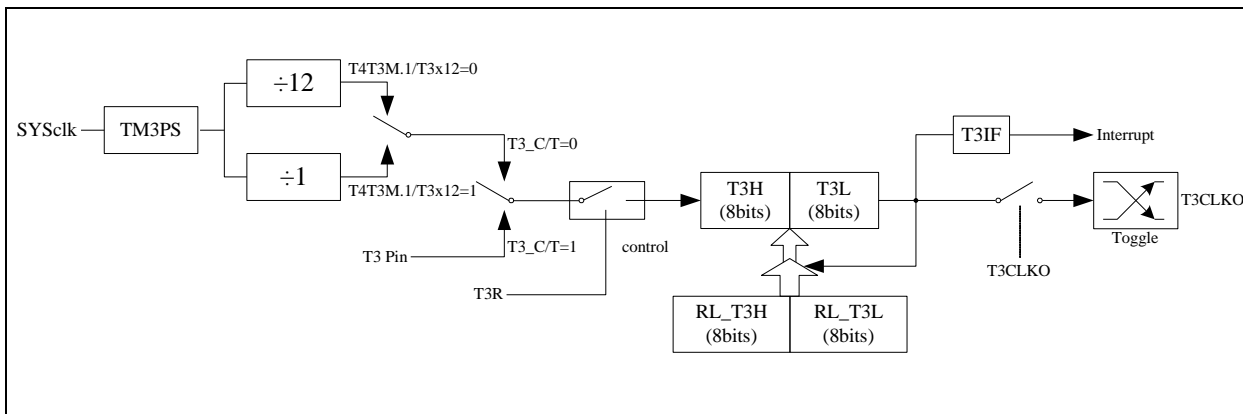 ÷12
T4T3M.1/T3x12=0
SYSclk
TM3PS
÷1
T4T3M.1/T3x12=1
T3_C/T=0
T3_C/T=1
T3 Pin
T3R
control
T3H
(8bits)
T3L
(8bits)
RL_T3H
(8bits)
RL_T3L
(8bits)
T3IF
Interrupt
T3CLKO
Toggle
T3CLKO